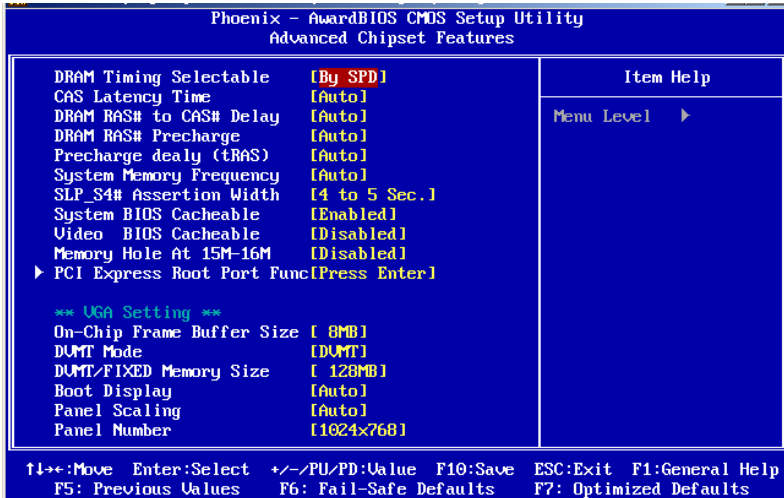 Phoenix - AwardBIOS CMOS Setup Utility
Advanced Chipset Features
DRAM Timing Selectable [By SPD]
CAS Latency Time [Auto]
DRAM RAS# to CAS# Delay [Auto]
DRAM RAS# Precharge [Auto]
Precharge dealy (tRAS) [Auto]
System Memory Frequency [Auto]
SLP_S4# Assertion Width [4 to 5 Sec.]
System BIOS Cacheable [Enabled]
Video BIOS Cacheable [Disabled]
Memory Hole At 15M-16M [Disabled]
PCI Express Root Port Func[Press Enter]
** VGA Setting **
On-Chip Frame Buffer Size [ 8MB]
DVMT Mode [DVMT]
DVMT/FIXED Memory Size [ 128MB]
Boot Display [Auto]
Panel Scaling [Auto]
Panel Number [1024x768]
Item Help
Menu Level
↑↓→←:Move Enter:Select +/-/PU/PD:Value F10:Save ESC:Exit F1:General Help
F5: Previous Values F6: Fail-Safe Defaults F7: Optimized Defaults